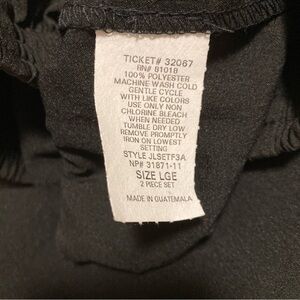 TICKET# 32067
RN# 81018
100% POLYESTER
MACHINE WASH COLD
GENTLE CYCLE
WITH LIKE COLORS
USE ONLY NON
CHLORINE BLEACH
WHEN NEEDED
TUMBLE DRY LOW
REMOVE PROMPTLY
IRON ON LOWEST
SETTING
STYLE JLSETF3A
NP# 31871-11
SIZE LGE
2 PIECE SET
MADE IN GUATEMALA